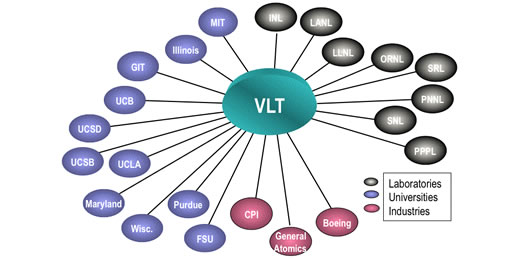 MIT
INL
LANL
Illinois
LLNL
ORNL
GIT
SRL
UCB
VLT
PNNL
UCSD
SNL
UCSB
UCLA
PPPL
Maryland
Purdue
CPI
Boeing
Wisc.
FSU
General
Atomics
Laboratories
Universities
Industries